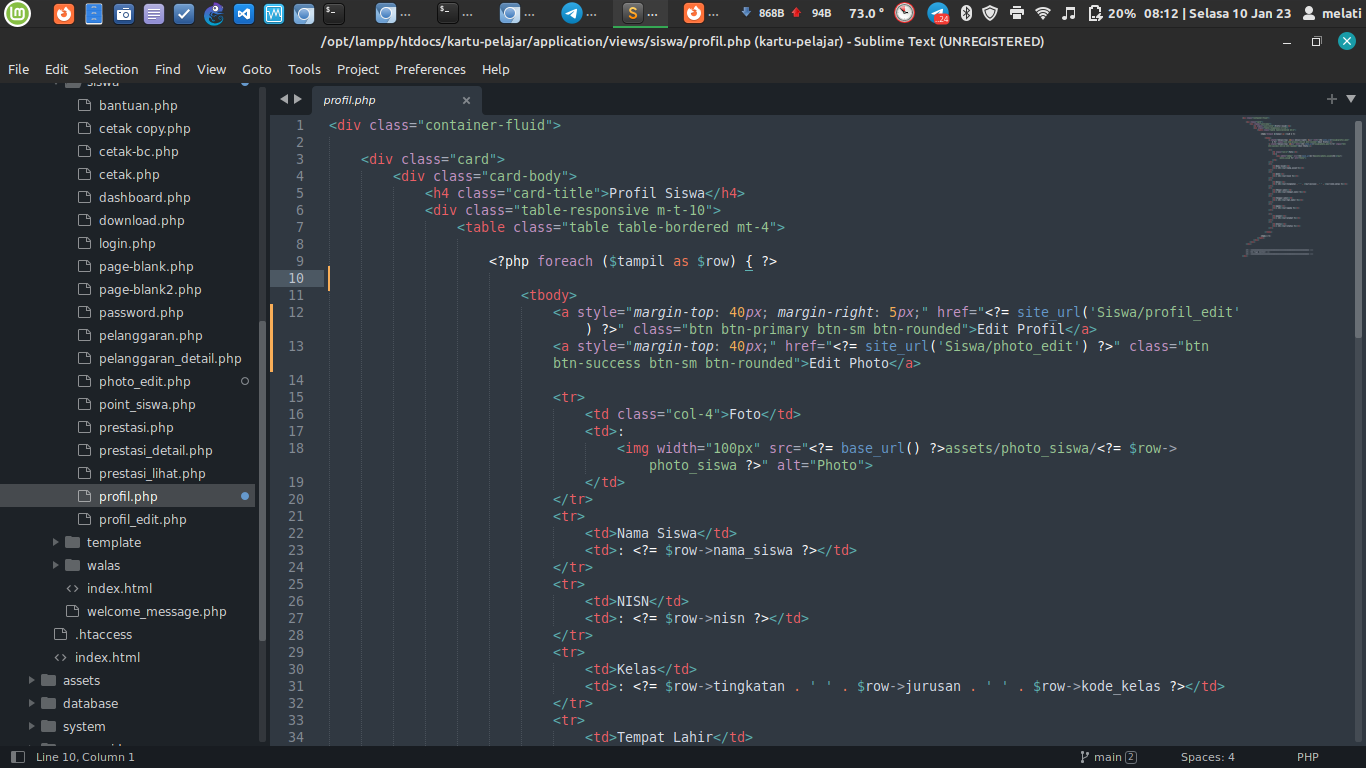 868B 94B 73.0 ° 24 20% 08:12 | Selasa 10 Jan 23 melati
/opt/lampp/htdocs/kartu-pelajar/application/views/siswa/profil.php (kartu-pelajar) - Sublime Text (UNREGISTERED)
File Edit Selection Find View Goto Tools Project Preferences Help
siswa
bantuan.php
cetak copy.php
cetak-bc.php
cetak.php
dashboard.php
download.php
login.php
page-blank.php
page-blank2.php
password.php
pelanggaran.php
pelanggaran_detail.php
photo_edit.php
point_siswa.php
prestasi.php
prestasi_detail.php
prestasi_lihat.php
profil.php
profil_edit.php
template
walas
index.html
welcome_message.php
.htaccess
index.html
assets
database
system
profil.php
1 <div class="container-fluid">
2
3 <div class="card">
4 <div class="card-body">
5 <h4 class="card-title">Profil Siswa</h4>
6 <div class="table-responsive m-t-10">
7 <table class="table table-bordered mt-4">
8
9 <?php foreach ($tampil as $row) { ?>
10
11 <tbody>
12 <a style="margin-top: 40px; margin-right: 5px;" href="<?= site_url('Siswa/profil_edit'
) ?>" class="btn btn-primary btn-sm btn-rounded">Edit Profil</a>
13 <a style="margin-top: 40px;" href="<?= site_url('Siswa/photo_edit') ?>" class="btn
btn-success btn-sm btn-rounded">Edit Photo</a>
14
15 <tr>
16 <td class="col-4">Foto</td>
17 <td>:
18 <img width="100px" src="<?= base_url() ?>assets/photo_siswa/<?= $row->
photo_siswa ?>" alt="Photo">
19 </td>
20 </tr>
21 <tr>
22 <td>Nama Siswa</td>
23 <td>: <?= $row->nama_siswa ?></td>
24 </tr>
25 <tr>
26 <td>NISN</td>
27 <td>: <?= $row->nisn ?></td>
28 </tr>
29 <tr>
30 <td>Kelas</td>
31 <td>: <?= $row->tingkatan . ' ' . $row->jurusan . ' ' . $row->kode_kelas ?></td>
32 </tr>
33 <tr>
34 <td>Tempat Lahir</td>
Line 10, Column 1 main 2 Spaces: 4 PHP